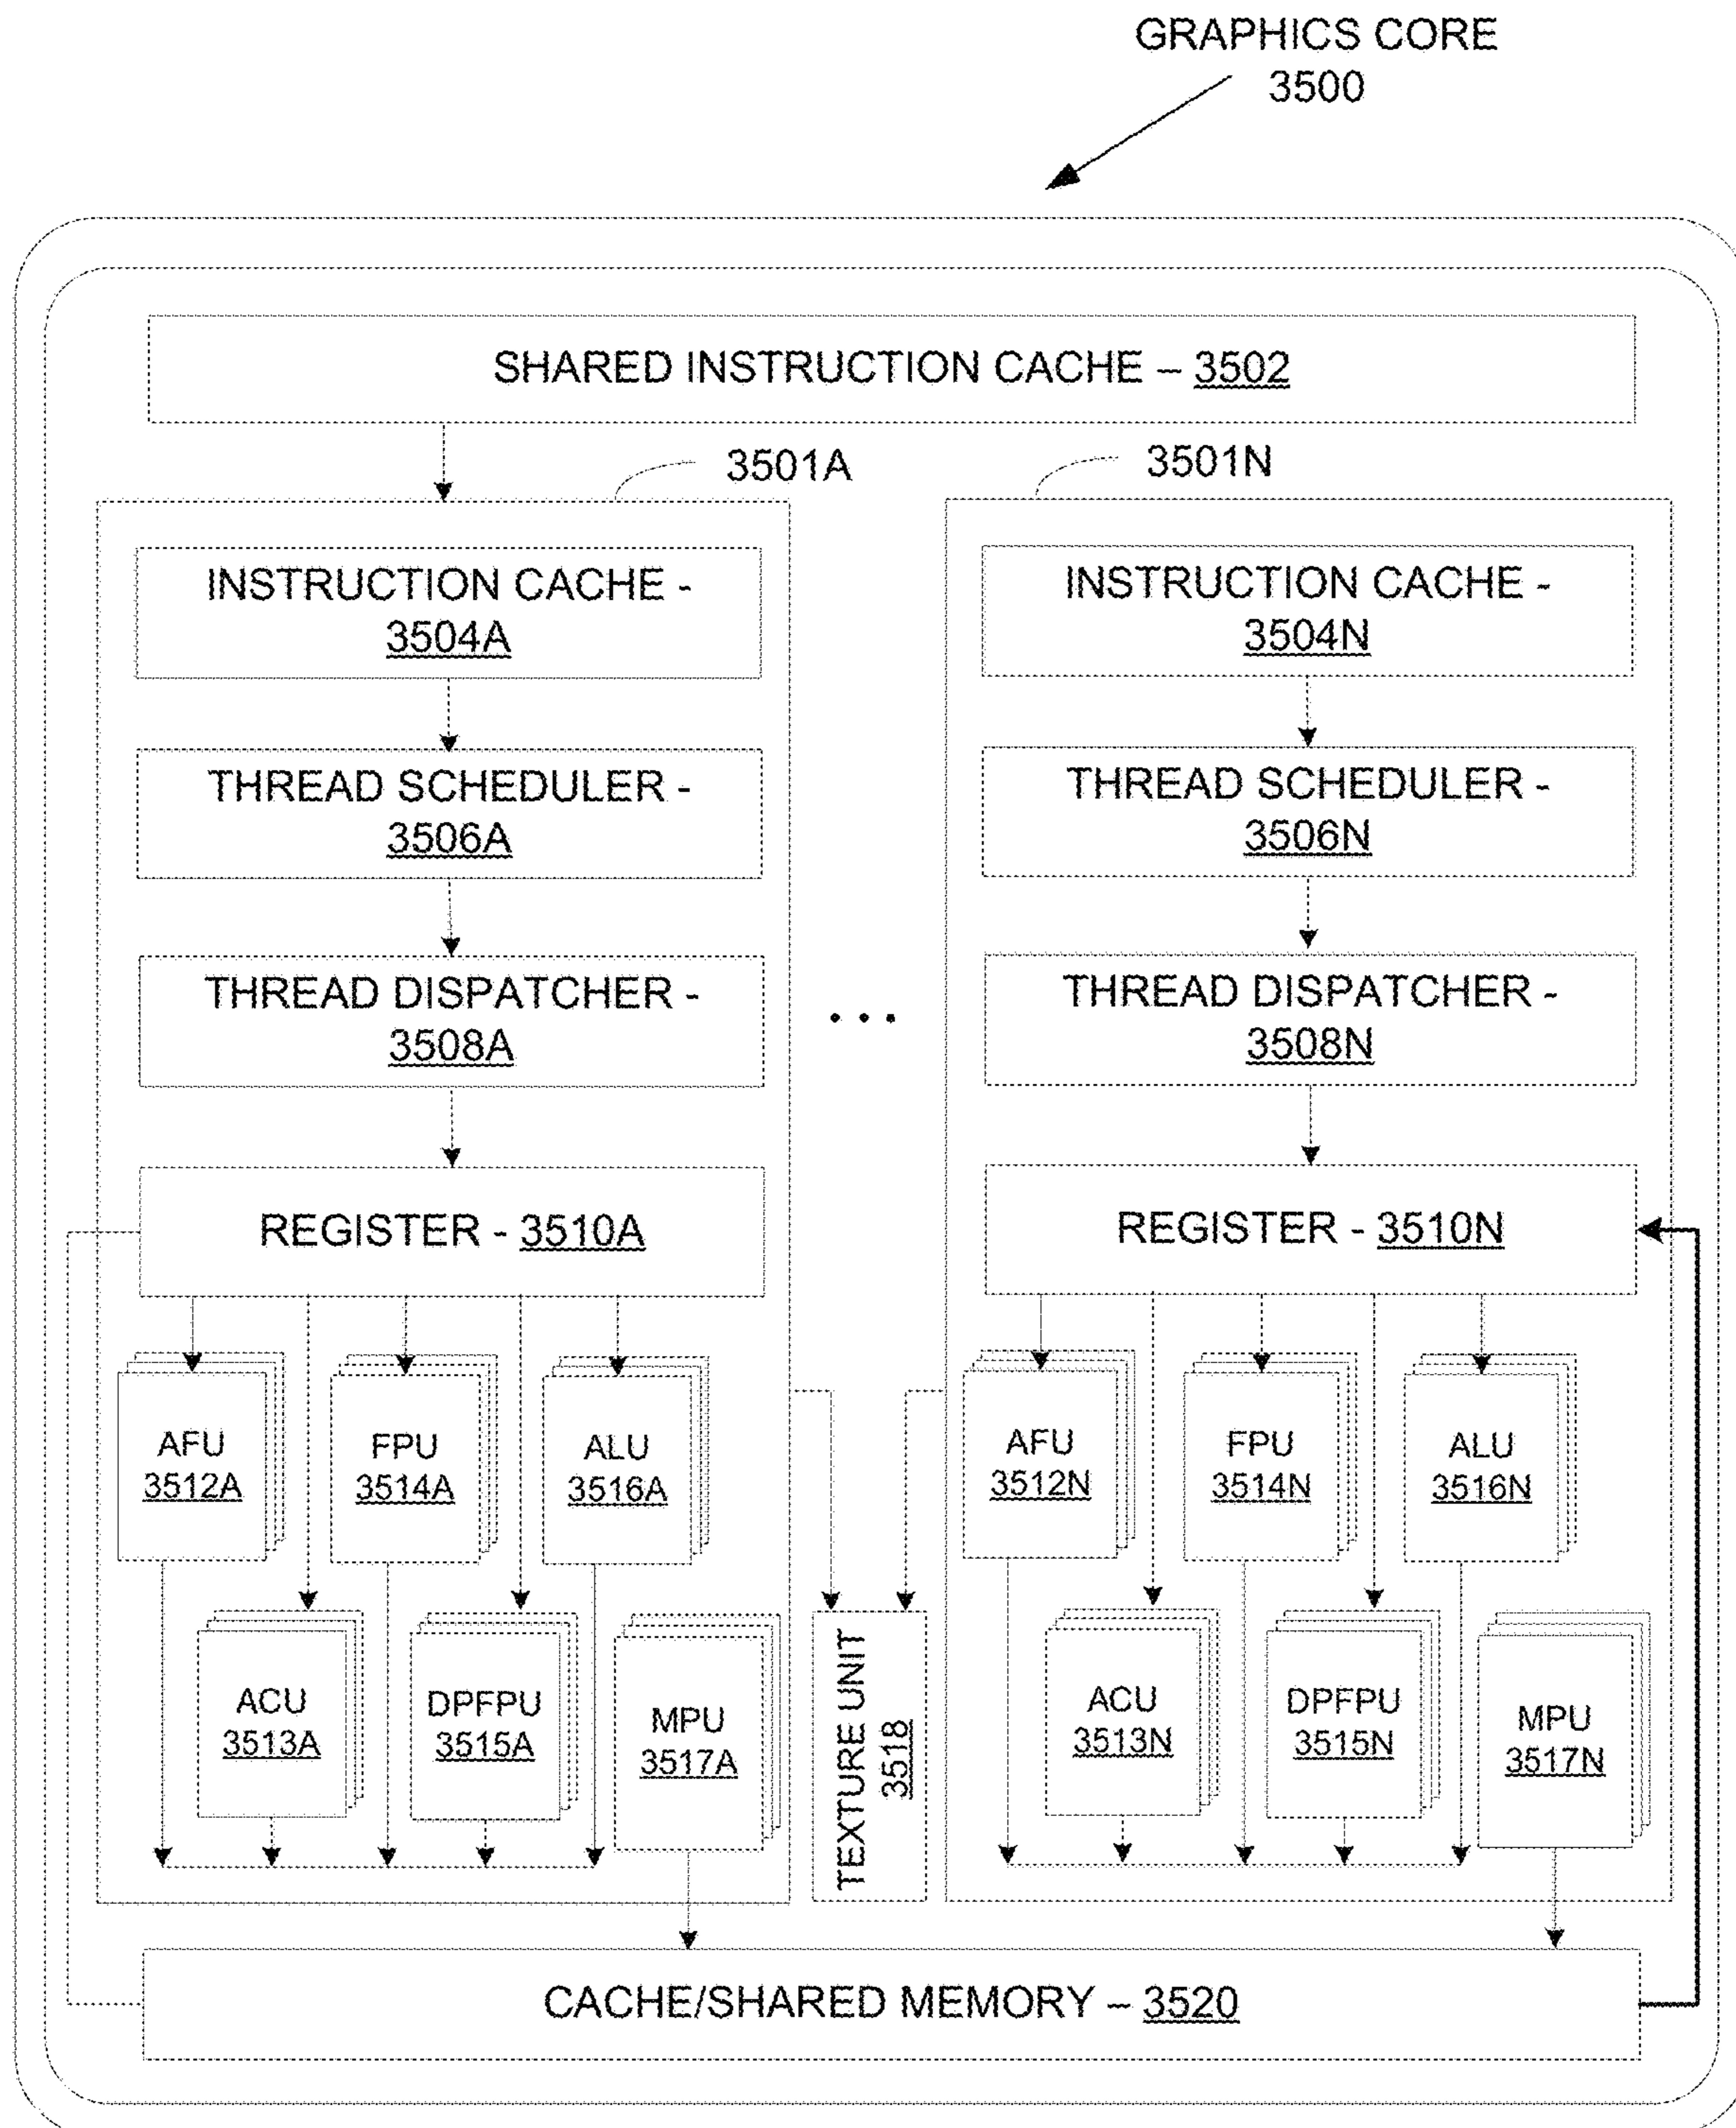 GRAPHICS CORE
3500
SHARED INSTRUCTION CACHE – 3502
3501A
3501N
INSTRUCTION CACHE -
3504A
THREAD SCHEDULER -
3506A
THREAD DISPATCHER -
3508A
REGISTER - 3510A
AFU
3512A
FPU
3514A
ALU
3516A
ACU
3513A
DPFPU
3515A
MPU
3517A
. . .
TEXTURE UNIT
3518
INSTRUCTION CACHE -
3504N
THREAD SCHEDULER -
3506N
THREAD DISPATCHER -
3508N
REGISTER - 3510N
AFU
3512N
FPU
3514N
ALU
3516N
ACU
3513N
DPFPU
3515N
MPU
3517N
CACHE/SHARED MEMORY – 3520